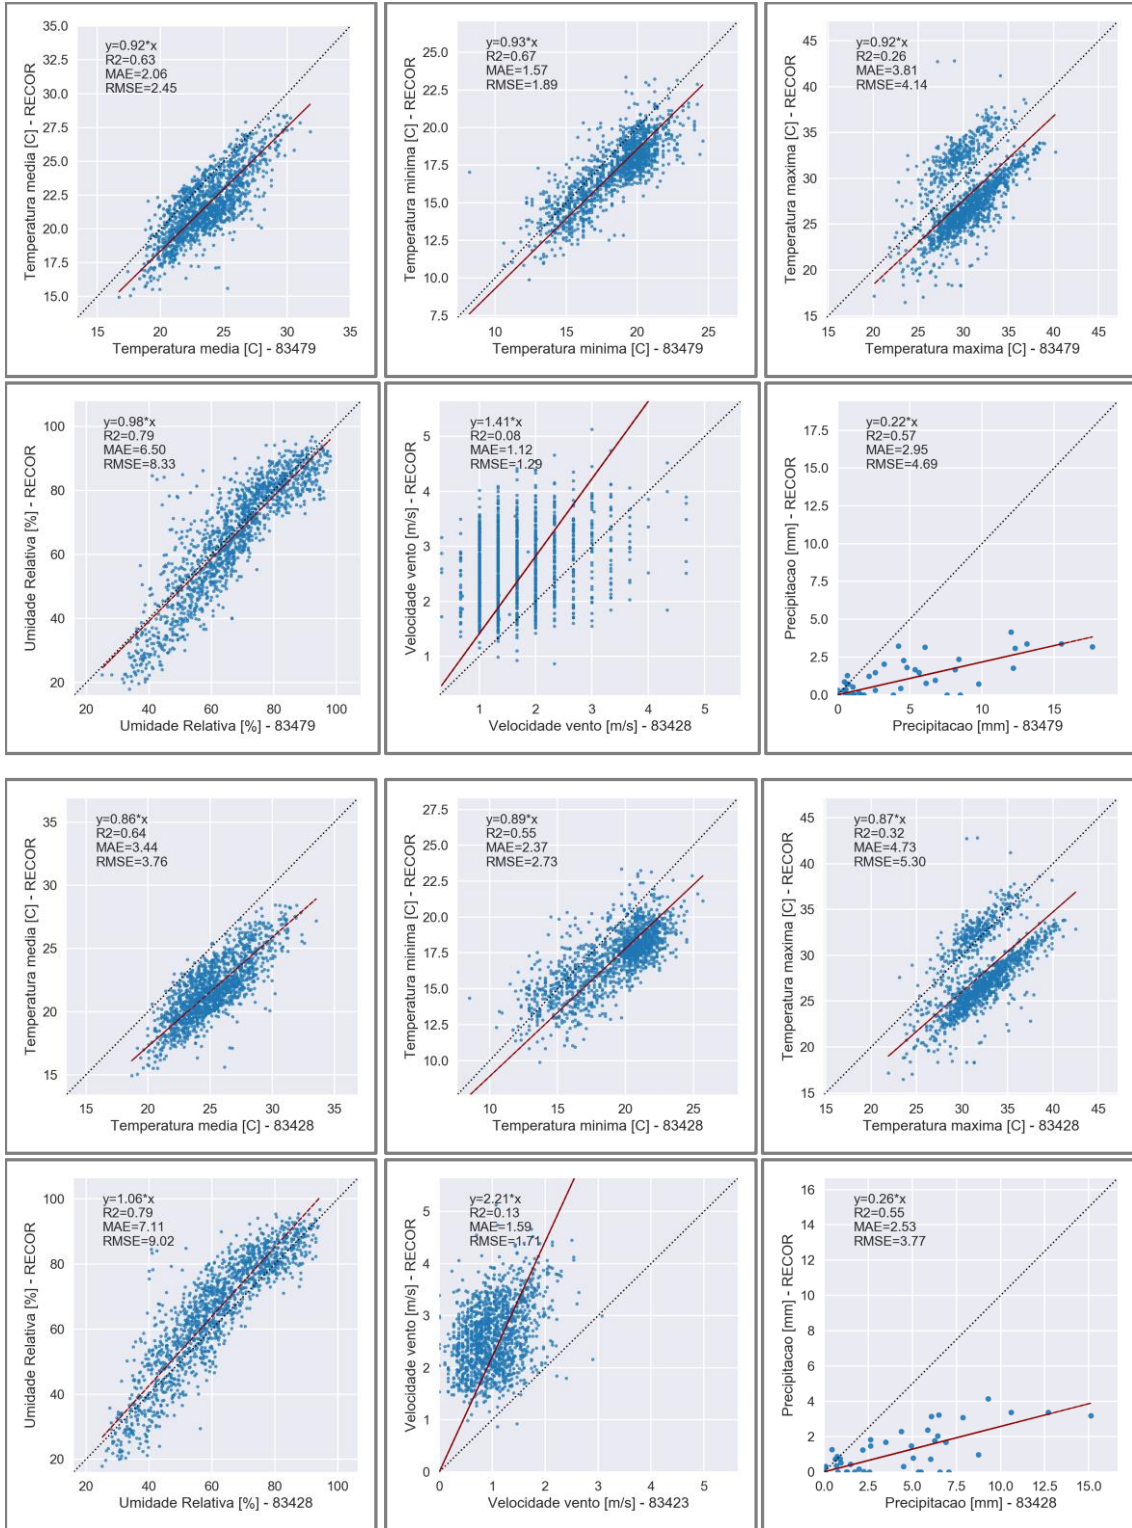 y=0.92*x
R2=0.63
MAE=2.06
RMSE=2.45
35.0
32.5
30.0
27.5
25.0
22.5
20.0
17.5
15.0
Temperatura media [C] - RECOR
15 20 25 30 35
Temperatura media [C] - 83479
y=0.93*x
R2=0.67
MAE=1.57
RMSE=1.89
25.0
22.5
20.0
17.5
15.0
12.5
10.0
7.5
Temperatura minima [C] - RECOR
10 15 20 25
Temperatura minima [C] - 83479
y=0.92*x
R2=0.26
MAE=3.81
RMSE=4.14
45
40
35
30
25
20
15
Temperatura maxima [C] - RECOR
15 20 25 30 35 40 45
Temperatura maxima [C] - 83479
y=0.98*x
R2=0.79
MAE=6.50
RMSE=8.33
100
80
60
40
20
Umidade Relativa [%] - RECOR
20 40 60 80 100
Umidade Relativa [%] - 83479
y=1.41*x
R2=0.08
MAE=1.12
RMSE=1.29
5
4
3
2
1
Velocidade vento [m/s] - RECOR
1 2 3 4 5
Velocidade vento [m/s] - 83428
y=0.22*x
R2=0.57
MAE=2.95
RMSE=4.69
17.5
15.0
12.5
10.0
7.5
5.0
2.5
0.0
Precipitacao [mm] - RECOR
0 5 10 15
Precipitacao [mm] - 83479
y=0.86*x
R2=0.64
MAE=3.44
RMSE=3.76
35
30
25
20
15
Temperatura media [C] - RECOR
15 20 25 30 35
Temperatura media [C] - 83428
y=0.89*x
R2=0.55
MAE=2.37
RMSE=2.73
27.5
25.0
22.5
20.0
17.5
15.0
12.5
10.0
Temperatura minima [C] - RECOR
10 15 20 25
Temperatura minima [C] - 83428
y=0.87*x
R2=0.32
MAE=4.73
RMSE=5.30
45
40
35
30
25
20
15
Temperatura maxima [C] - RECOR
15 20 25 30 35 40 45
Temperatura maxima [C] - 83428
y=1.06*x
R2=0.79
MAE=7.11
RMSE=9.02
100
80
60
40
20
Umidade Relativa [%] - RECOR
20 40 60 80 100
Umidade Relativa [%] - 83428
y=2.21*x
R2=0.13
MAE=1.59
RMSE=1.71
5
4
3
2
1
0
Velocidade vento [m/s] - RECOR
0 1 2 3 4 5
Velocidade vento [m/s] - 83423
y=0.26*x
R2=0.55
MAE=2.53
RMSE=3.77
16
14
12
10
8
6
4
2
0
Precipitacao [mm] - RECOR
0.0 2.5 5.0 7.5 10.0 12.5 15.0
Precipitacao [mm] - 83428